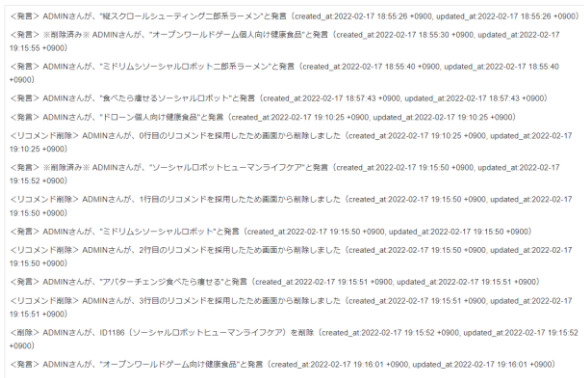 ＜発言＞ ADMINさんが、"縦スクロールシューティング二郎系ラーメン"と発言（created_at:2022-02-17 18:55:26 +0900, updated_at:2022-02-17 18:55:26 +0900）
＜発言＞ ※削除済み※ ADMINさんが、"オープンワールドゲーム個人向け健康食品"と発言（created_at:2022-02-17 18:55:30 +0900, updated_at:2022-02-17
19:15:55 +0900）
＜発言＞ ADMINさんが、"ミドリムシソーシャルロボット二郎系ラーメン"と発言（created_at:2022-02-17 18:55:40 +0900, updated_at:2022-02-17 18:55:40
+0900）
＜発言＞ ADMINさんが、"食べたら痩せるソーシャルロボット"と発言（created_at:2022-02-17 18:57:43 +0900, updated_at:2022-02-17 18:57:43 +0900）
＜発言＞ ADMINさんが、"ドローン個人向け健康食品"と発言（created_at:2022-02-17 19:10:25 +0900, updated_at:2022-02-17 19:10:25 +0900）
＜リコメンド削除＞ ADMINさんが、0行目のリコメンドを採用したため画面から削除しました（created_at:2022-02-17 19:10:25 +0900, updated_at:2022-02-17
19:10:25 +0900）
＜発言＞ ※削除済み※ ADMINさんが、"ソーシャルロボットヒューマンライフケア"と発言（created_at:2022-02-17 19:15:50 +0900, updated_at:2022-02-17
19:15:52 +0900）
＜リコメンド削除＞ ADMINさんが、1行目のリコメンドを採用したため画面から削除しました（created_at:2022-02-17 19:15:50 +0900, updated_at:2022-02-17
19:15:50 +0900）
＜発言＞ ADMINさんが、"ミドリムシソーシャルロボット"と発言（created_at:2022-02-17 19:15:50 +0900, updated_at:2022-02-17 19:15:50 +0900）
＜リコメンド削除＞ ADMINさんが、2行目のリコメンドを採用したため画面から削除しました（created_at:2022-02-17 19:15:50 +0900, updated_at:2022-02-17
19:15:50 +0900）
＜発言＞ ADMINさんが、"アバターチェンジ食べたら痩せる"と発言（created_at:2022-02-17 19:15:51 +0900, updated_at:2022-02-17 19:15:51 +0900）
＜リコメンド削除＞ ADMINさんが、3行目のリコメンドを採用したため画面から削除しました（created_at:2022-02-17 19:15:51 +0900, updated_at:2022-02-17
19:15:51 +0900）
＜削除＞ ADMINさんが、ID1186（ソーシャルロボットヒューマンライフケア）を削除（created_at:2022-02-17 19:15:52 +0900, updated_at:2022-02-17 19:15:52
+0900）
＜発言＞ ADMINさんが、"オープンワールドゲーム向け健康食品"と発言（created_at:2022-02-17 19:16:01 +0900, updated_at:2022-02-17 19:16:01 +0900）